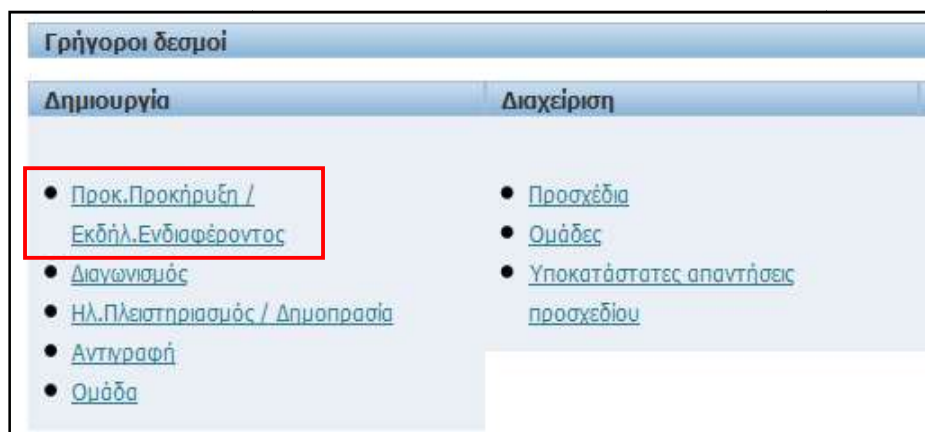 Γρήγοροι δεσμοί
Δημιουργία
Προκ.Προκήρυξη /
Εκδήλ.Ενδιαφέροντος
Διαγωνισμός
Ηλ.Πλειστηριασμός / Δημοπρασία
Αντιγραφή
Ομάδα
Διαχείριση
Προσχέδια
Ομάδες
Υποκατάστατες απαντήσεις
προσχεδίου